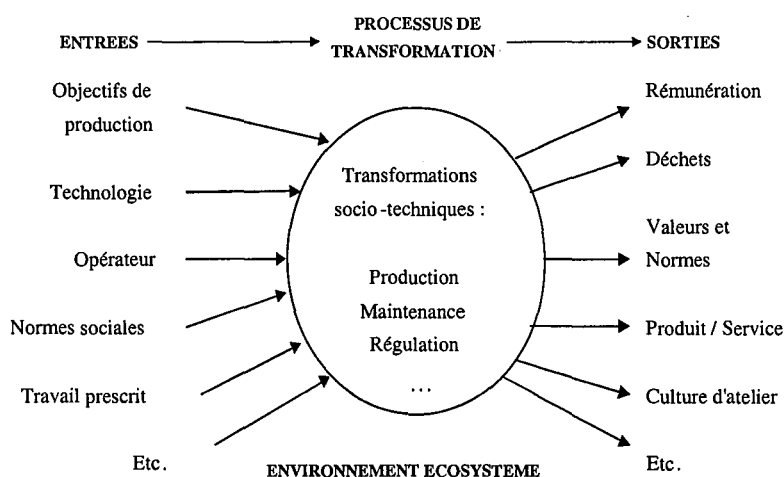 ENTREES
PROCESSUS DE
TRANSFORMATION
SORTIES
Objectifs de
production
Technologie
Opérateur
Normes sociales
Travail prescrit
Etc.
Transformations
socio-techniques :
Production
Maintenance
Régulation
...
Rémunération
Déchets
Valeurs et
Normes
Produit / Service
Culture d'atelier
Etc.
ENVIRONNEMENT ECOSYSTEME